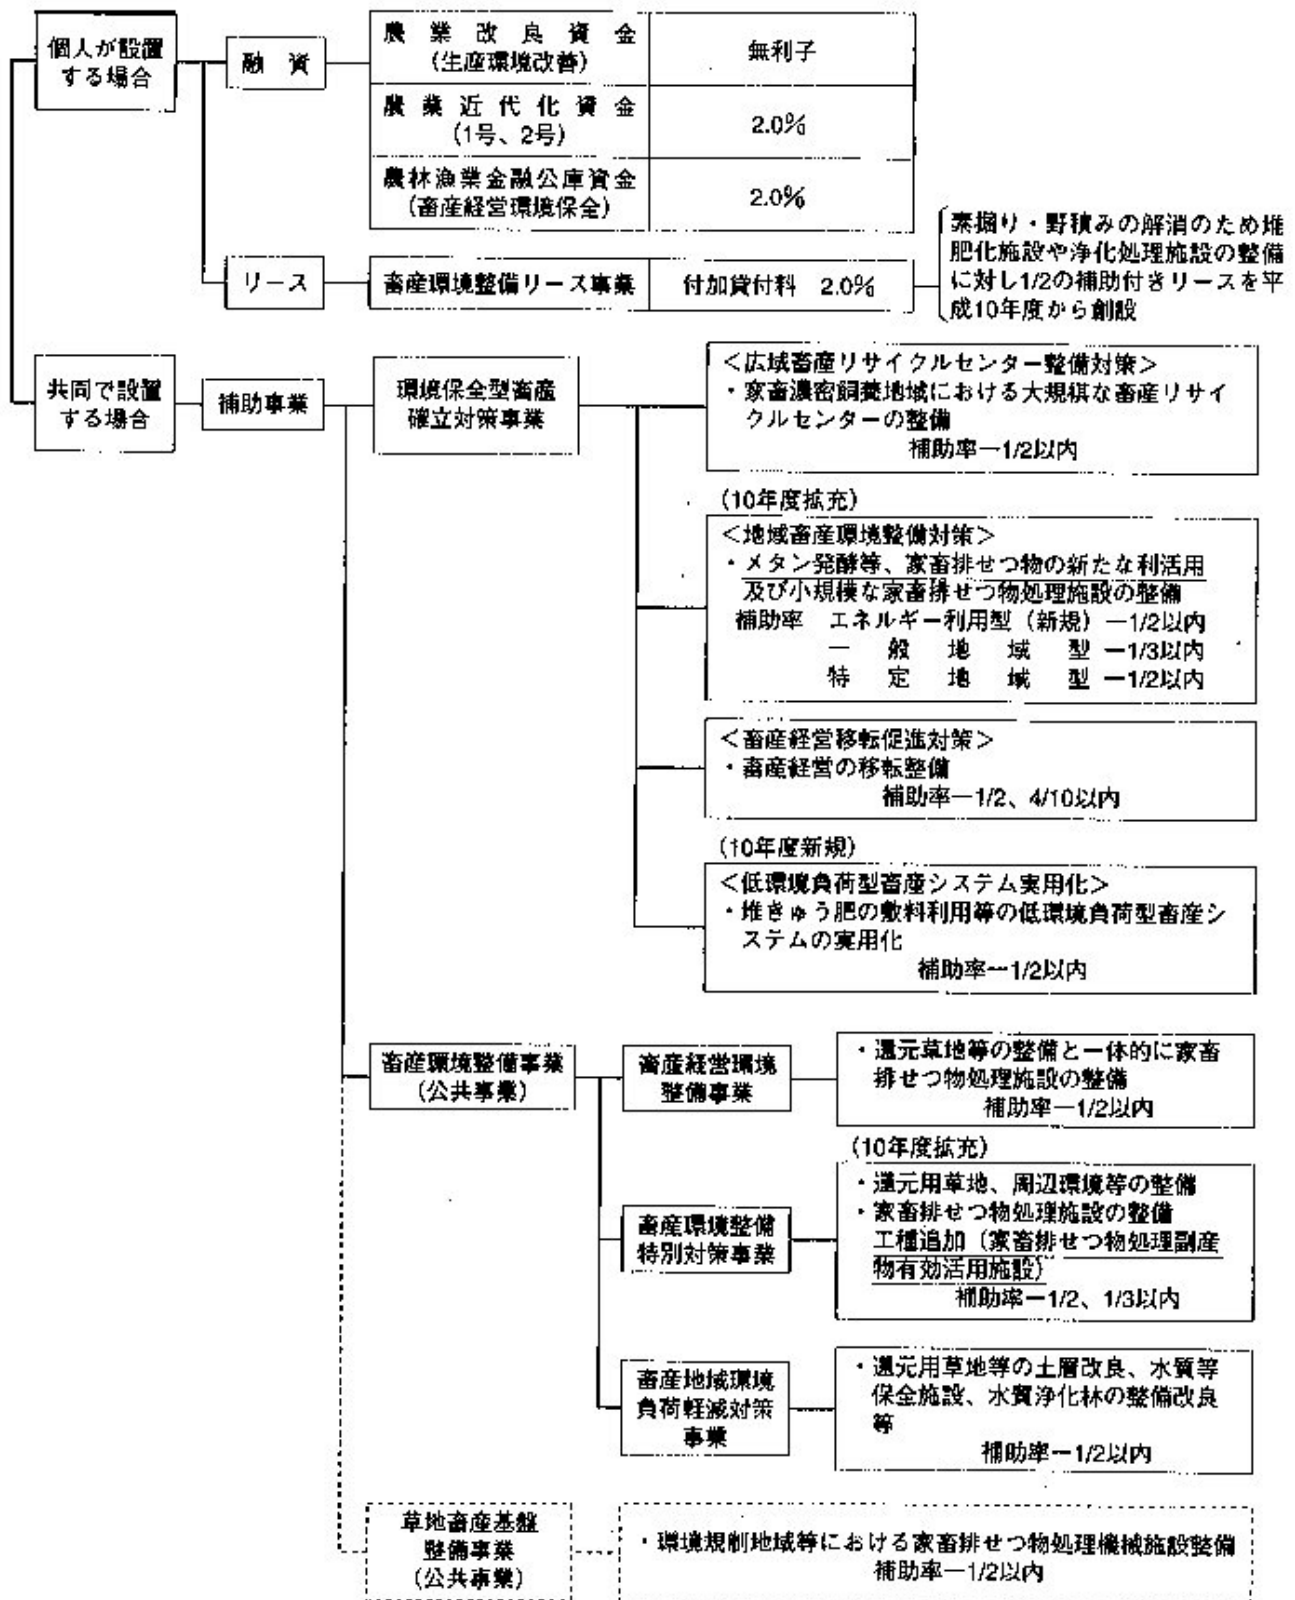 個人が設置
する場合
融資
農業改良資金
(生産環境改善)
無利子
農業近代化資金
(1号、2号)
2.0%
農林漁業金融公庫資金
(畜産経営環境保全)
2.0%
リース
畜産環境整備リース事業
付加貸付料 2.0%
素掘り・野積みの解消のため堆
肥化施設や浄化処理施設の整備
に対し1/2の補助付きリースを平
成10年度から創設
共同で設置
する場合
補助事業
環境保全型畜産
確立対策事業
<広域畜産リサイクルセンター整備対策>
・家畜濃密飼養地域における大規模な畜産リサイ
クルセンターの整備
補助率ー1/2以内
(10年度拡充)
<地域畜産環境整備対策>
・メタン発酵等、家畜排せつ物の新たな利活用
及び小規模な家畜排せつ物処理施設の整備
補助率 エネルギー利用型(新規)ー1/2以内
一般地域型ー1/3以内
特定地域型ー1/2以内
<畜産経営移転促進対策>
・畜産経営の移転整備
補助率ー1/2、4/10以内
(10年度新規)
<低環境負荷型畜産システム実用化>
・堆きゅう肥の敷料利用等の低環境負荷型畜産シ
ステムの実用化
補助率ー1/2以内
畜産環境整備事業
(公共事業)
畜産経営環境
整備事業
・還元草地等の整備と一体的に家畜
排せつ物処理施設の整備
補助率ー1/2以内
(10年度拡充)
畜産環境整備
特別対策事業
・還元用草地、周辺環境等の整備
・家畜排せつ物処理施設の整備
工種追加(家畜排せつ物処理副産
物有効活用施設)
補助率ー1/2、1/3以内
畜産地域環境
負荷軽減対策
事業
・還元用草地等の土層改良、水質等
保全施設、水質浄化林の整備改良
等
補助率ー1/2以内
草地畜産基盤
整備事業
(公共事業)
・環境規制地域等における家畜排せつ物処理機械施設整備
補助率ー1/2以内